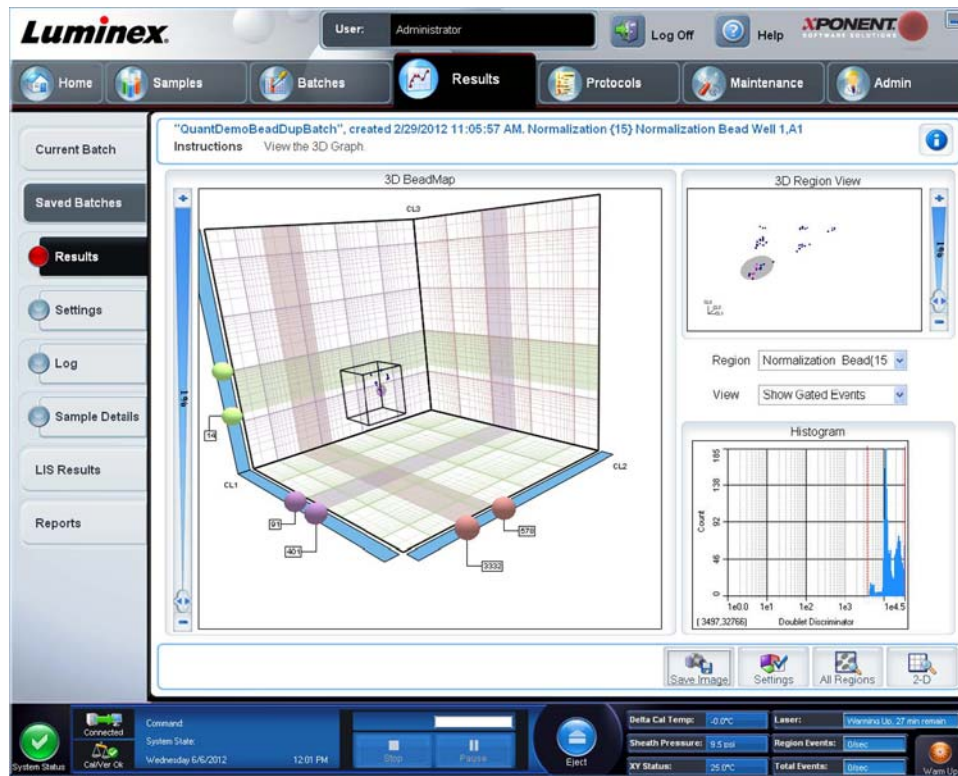 Luminex.
User: Administrator
Log Off
Help
XPONENT.
SOFTWARE SOLUTIONS
Home
Samples
Batches
Results
Protocols
Maintenance
Admin
Current Batch
Saved Batches
Results
Settings
Log
Sample Details
LIS Results
Reports
"QuantDemoBeadDupBatch", created 2/29/2012 11:05:57 AM. Normalization {15} Normalization Bead Well 1,A1
Instructions View the 3D Graph.
3D BeadMap
1%
CL3
CL1
CL2
14
91
401
3332
578
3D Region View
1%
Region Normalization Bead{15
View Show Gated Events
Histogram
Count
185
138
92
46
0
1e0.0 1e1 1e2 1e3 1e4.5
( 3497,32766) Doublet Discriminator
Save Image
Settings
All Regions
2-D
System Status
Connected
Cal/Ver Ok
Command:
System State:
Wednesday 6/6/2012 12:01 PM
Stop
Pause
Eject
Delta Cal Temp: -0.0°C
Laser: Warming Up. 27 min remain
Sheath Pressure: 9.5 psi
Region Events: 0/sec
XY Status: 25.0°C
Total Events: 0/sec
Warm Up